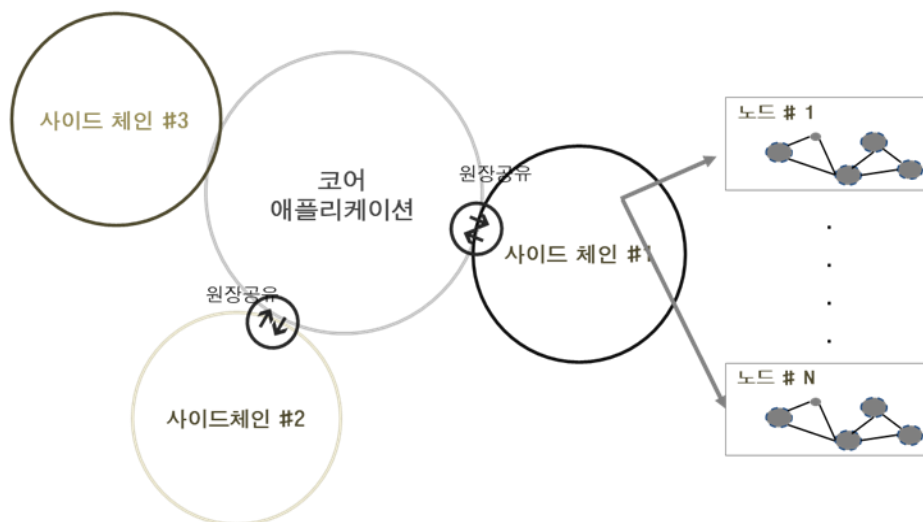 사이드 체인 #3
코어
애플리케이션
원장공유
사이드 체인 #1
원장공유
사이드체인 #2
노드 # 1
노드 # N